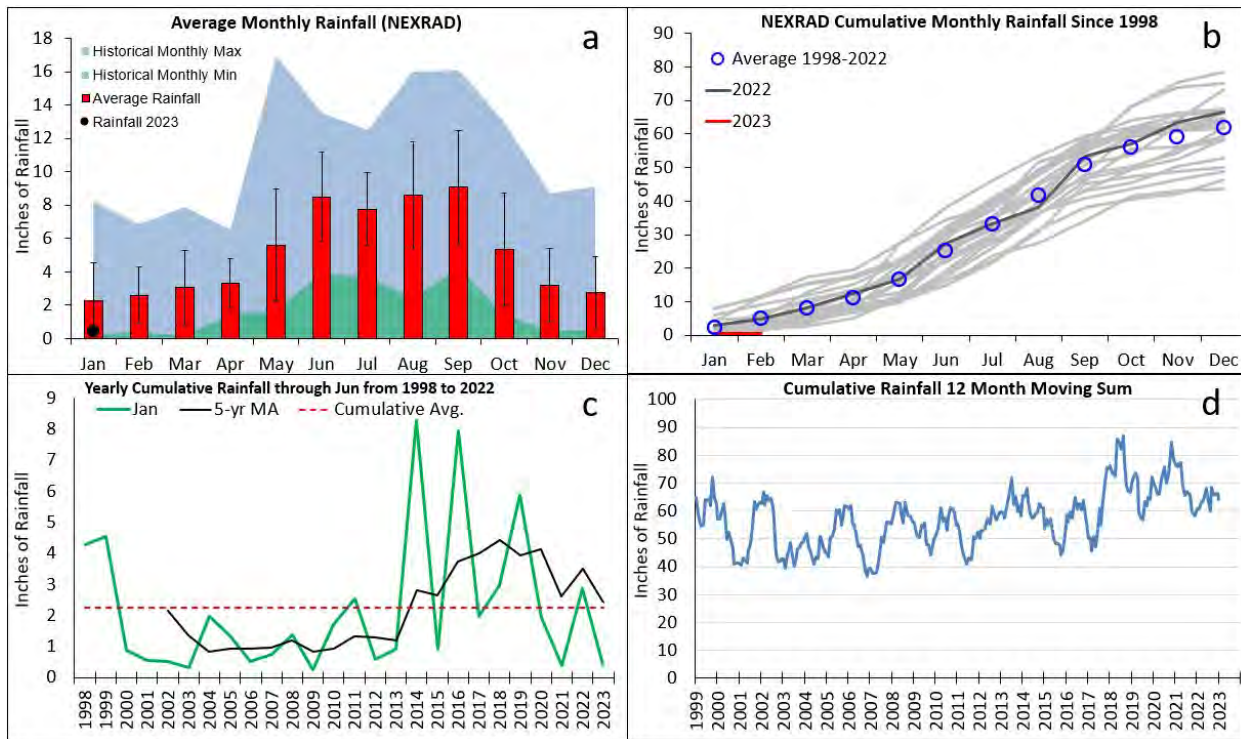 Average Monthly Rainfall (NEXRAD)
a
18
16
14
12
10
8
6
4
2
0
Inches of Rainfall
Historical Monthly Max
Historical Monthly Min
Average Rainfall
Rainfall 2023
Jan Feb Mar Apr May Jun Jul Aug Sep Oct Nov Dec
NEXRAD Cumulative Monthly Rainfall Since 1998
b
90
80
70
60
50
40
30
20
10
0
Inches of Rainfall
Average 1998-2022
2022
2023
Jan Feb Mar Apr May Jun Jul Aug Sep Oct Nov Dec
Yearly Cumulative Rainfall through Jun from 1998 to 2022
c
9
8
7
6
5
4
3
2
1
0
Inches of Rainfall
Jan 5-yr MA Cumulative Avg.
1998 1999 2000 2001 2002 2003 2004 2005 2006 2007 2008 2009 2010 2011 2012 2013 2014 2015 2016 2017 2018 2019 2020 2021 2022 2023
Cumulative Rainfall 12 Month Moving Sum
d
100
90
80
70
60
50
40
30
20
10
0
Inches of Rainfall
1999 2000 2001 2002 2003 2004 2005 2006 2007 2008 2009 2010 2011 2012 2013 2014 2015 2016 2017 2018 2019 2020 2021 2022 2023